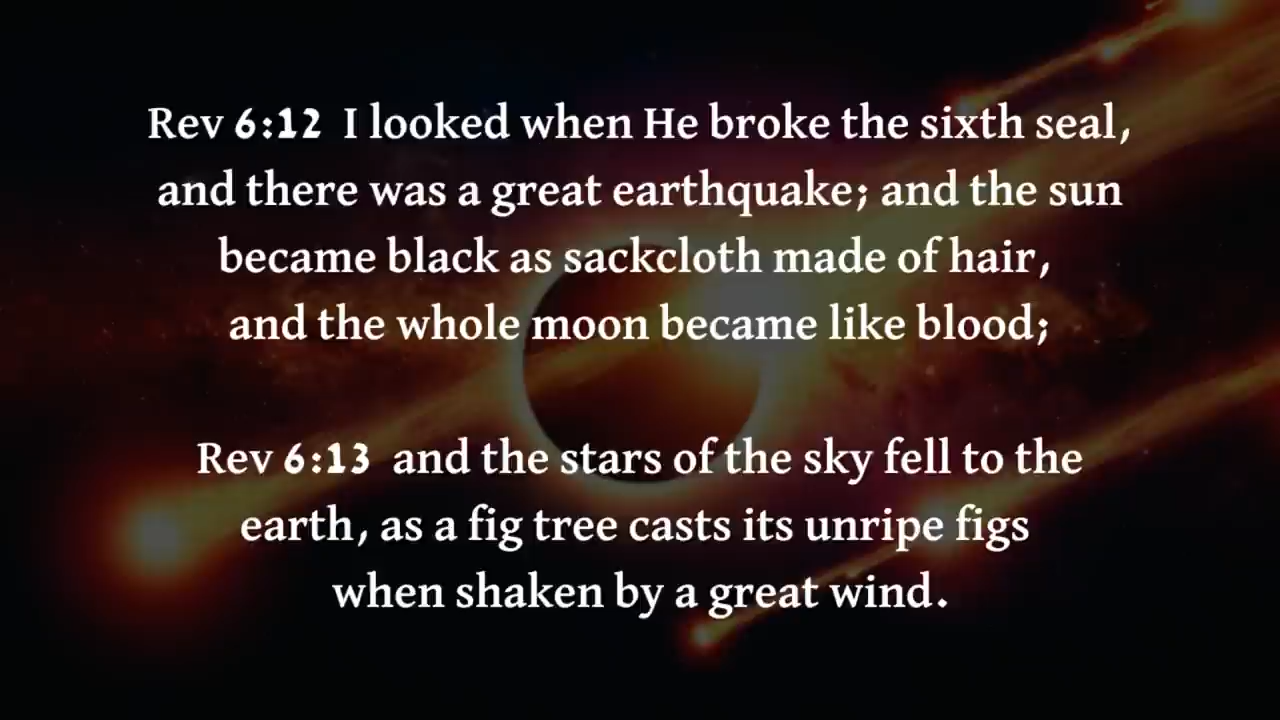 Rev 6:12 I looked when He broke the sixth seal,
and there was a great earthquake; and the sun
became black as sackcloth made of hair,
and the whole moon became like blood;
Rev 6:13 and the stars of the sky fell to the
earth, as a fig tree casts its unripe figs
when shaken by a great wind.